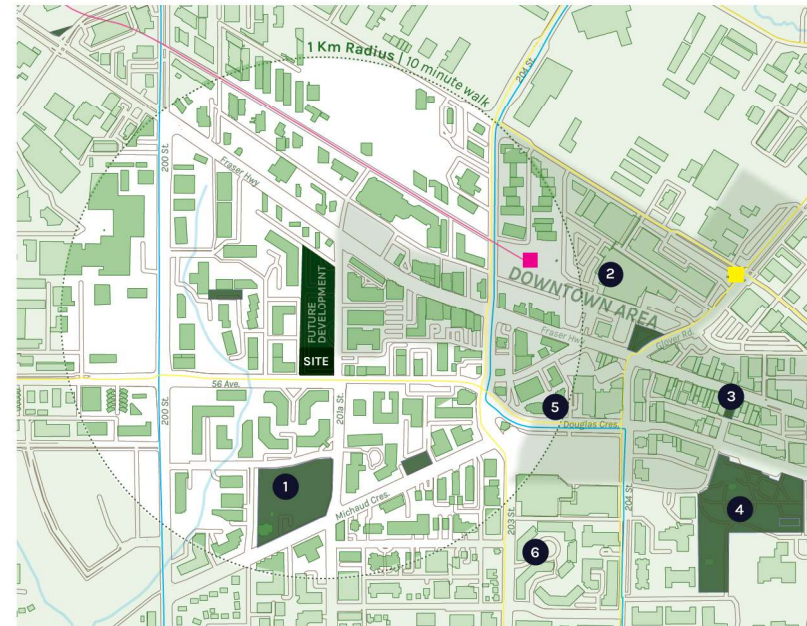 1 Km Radius | 10 minute walk
204 St.
200 St.
Fraser Hwy
2
DOWNTOWN AREA
FUTURE
DEVELOPMENT
SITE
Fraser Hwy
Glover Rd.
56 Ave.
200 St.
201a St.
5
Douglas Cres.
3
1
Michaud Cres.
203 St.
204 St.
4
6